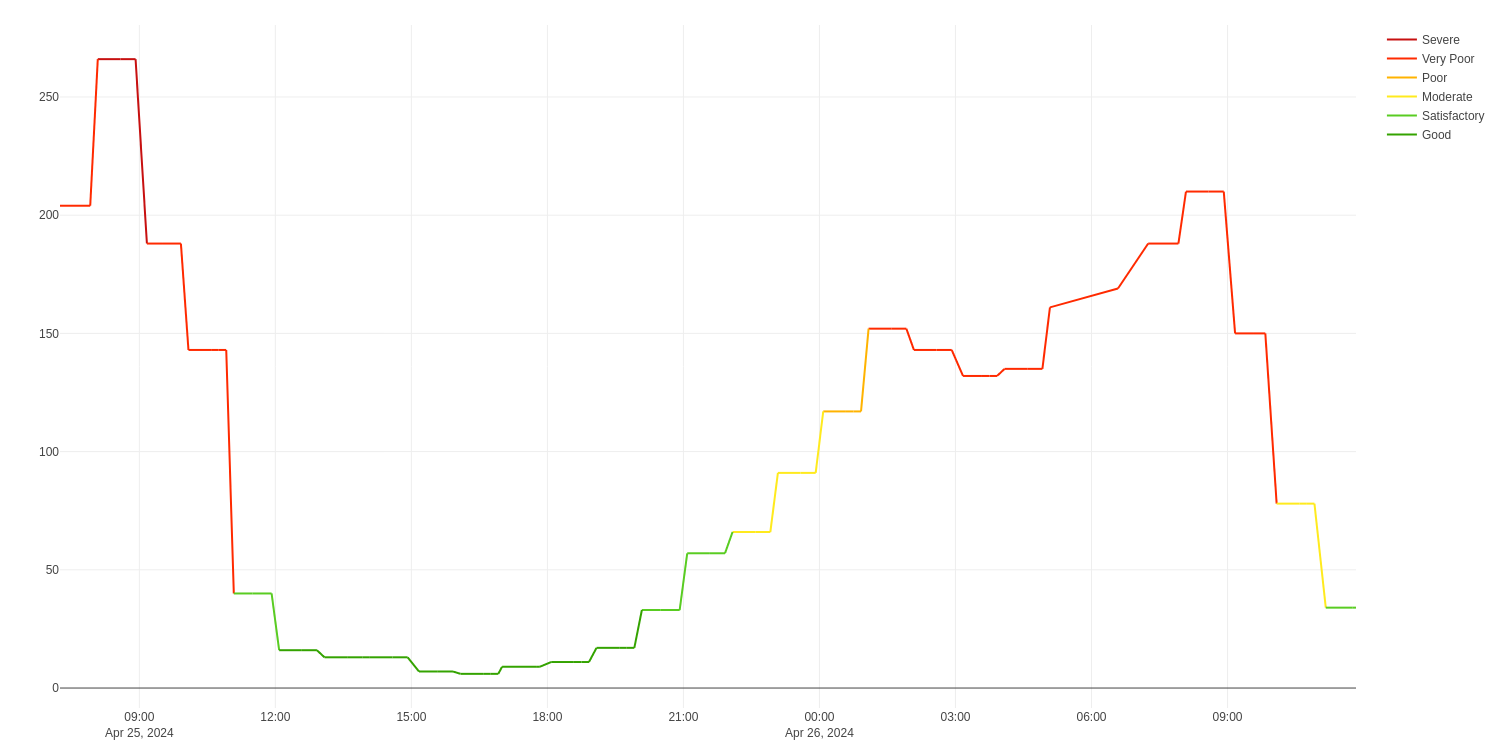 250
200
150
100
50
0
09:00
Apr 25, 2024
12:00
15:00
18:00
21:00
00:00
Apr 26, 2024
03:00
06:00
09:00
Severe
Very Poor
Poor
Moderate
Satisfactory
Good